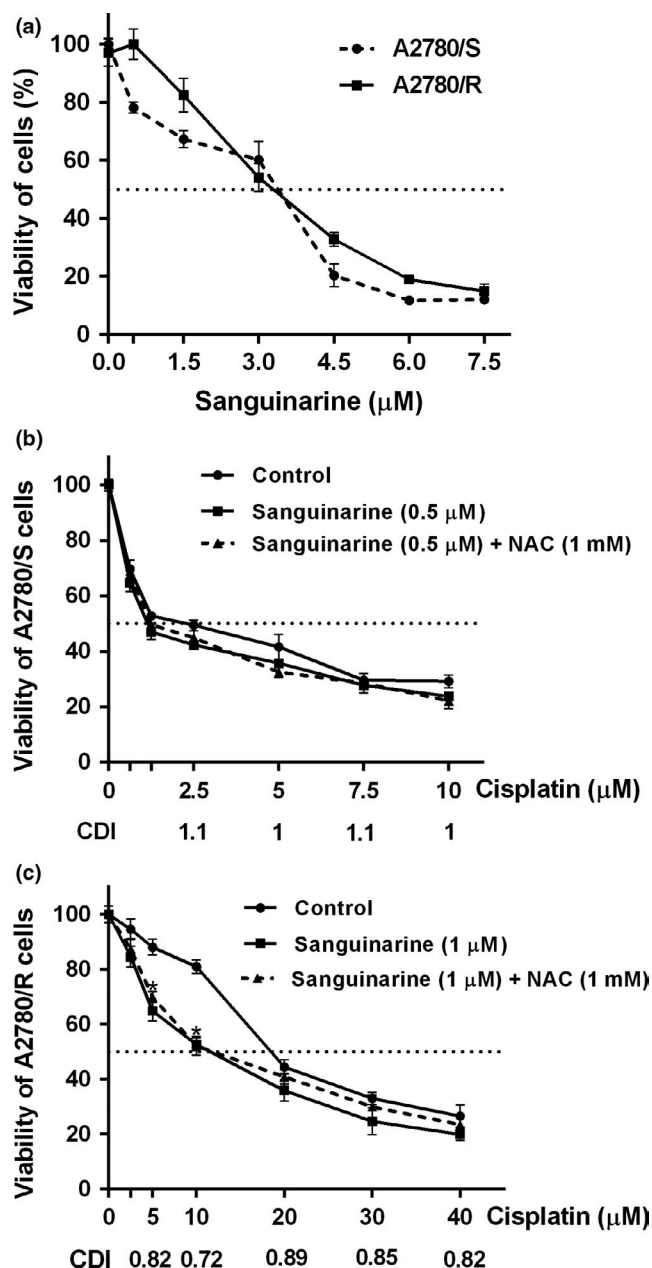 (a)
Viability of cells (%)
100
80
60
40
20
0
A2780/S
A2780/R
0.0 1.5 3.0 4.5 6.0 7.5
Sanguinarine (μM)
(b)
Viability of A2780/S cells
100
80
60
40
20
0
Control
Sanguinarine (0.5 μM)
Sanguinarine (0.5 μM) + NAC (1 mM)
0 2.5 5 7.5 10 Cisplatin (μM)
CDI 1.1 1 1.1 1
(c)
Viability of A2780/R cells
100
80
60
40
20
0
Control
Sanguinarine (1 μM)
Sanguinarine (1 μM) + NAC (1 mM)
*
*
0 5 10 20 30 40 Cisplatin (μM)
CDI 0.82 0.72 0.89 0.85 0.82